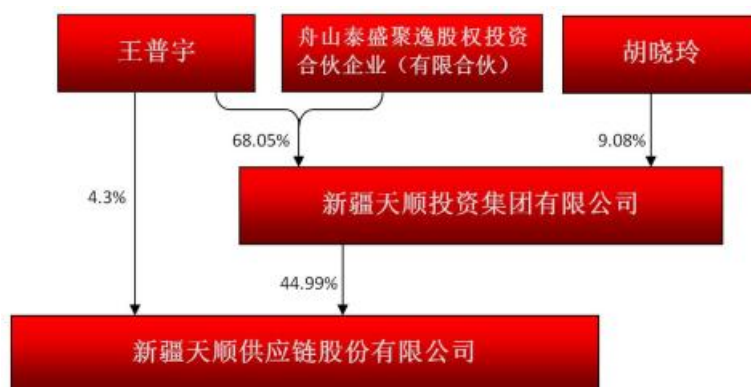 王普宇
舟山泰盛聚逸股权投资
合伙企业（有限合伙）
胡晓玲
68.05%
9.08%
4.3%
新疆天顺投资集团有限公司
44.99%
新疆天顺供应链股份有限公司